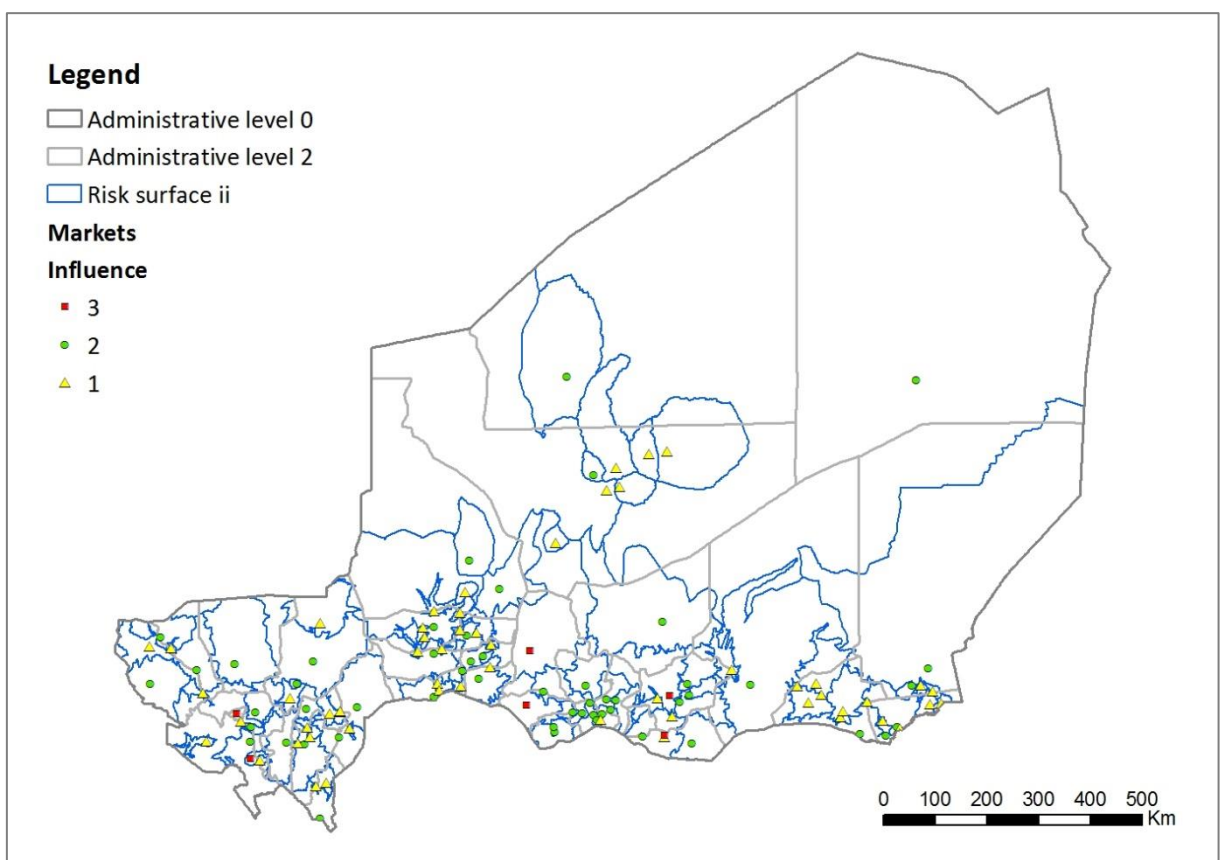 Legend
Administrative level 0
Administrative level 2
Risk surface ii
Markets
Influence
3
2
1
0 100 200 300 400 500
Km